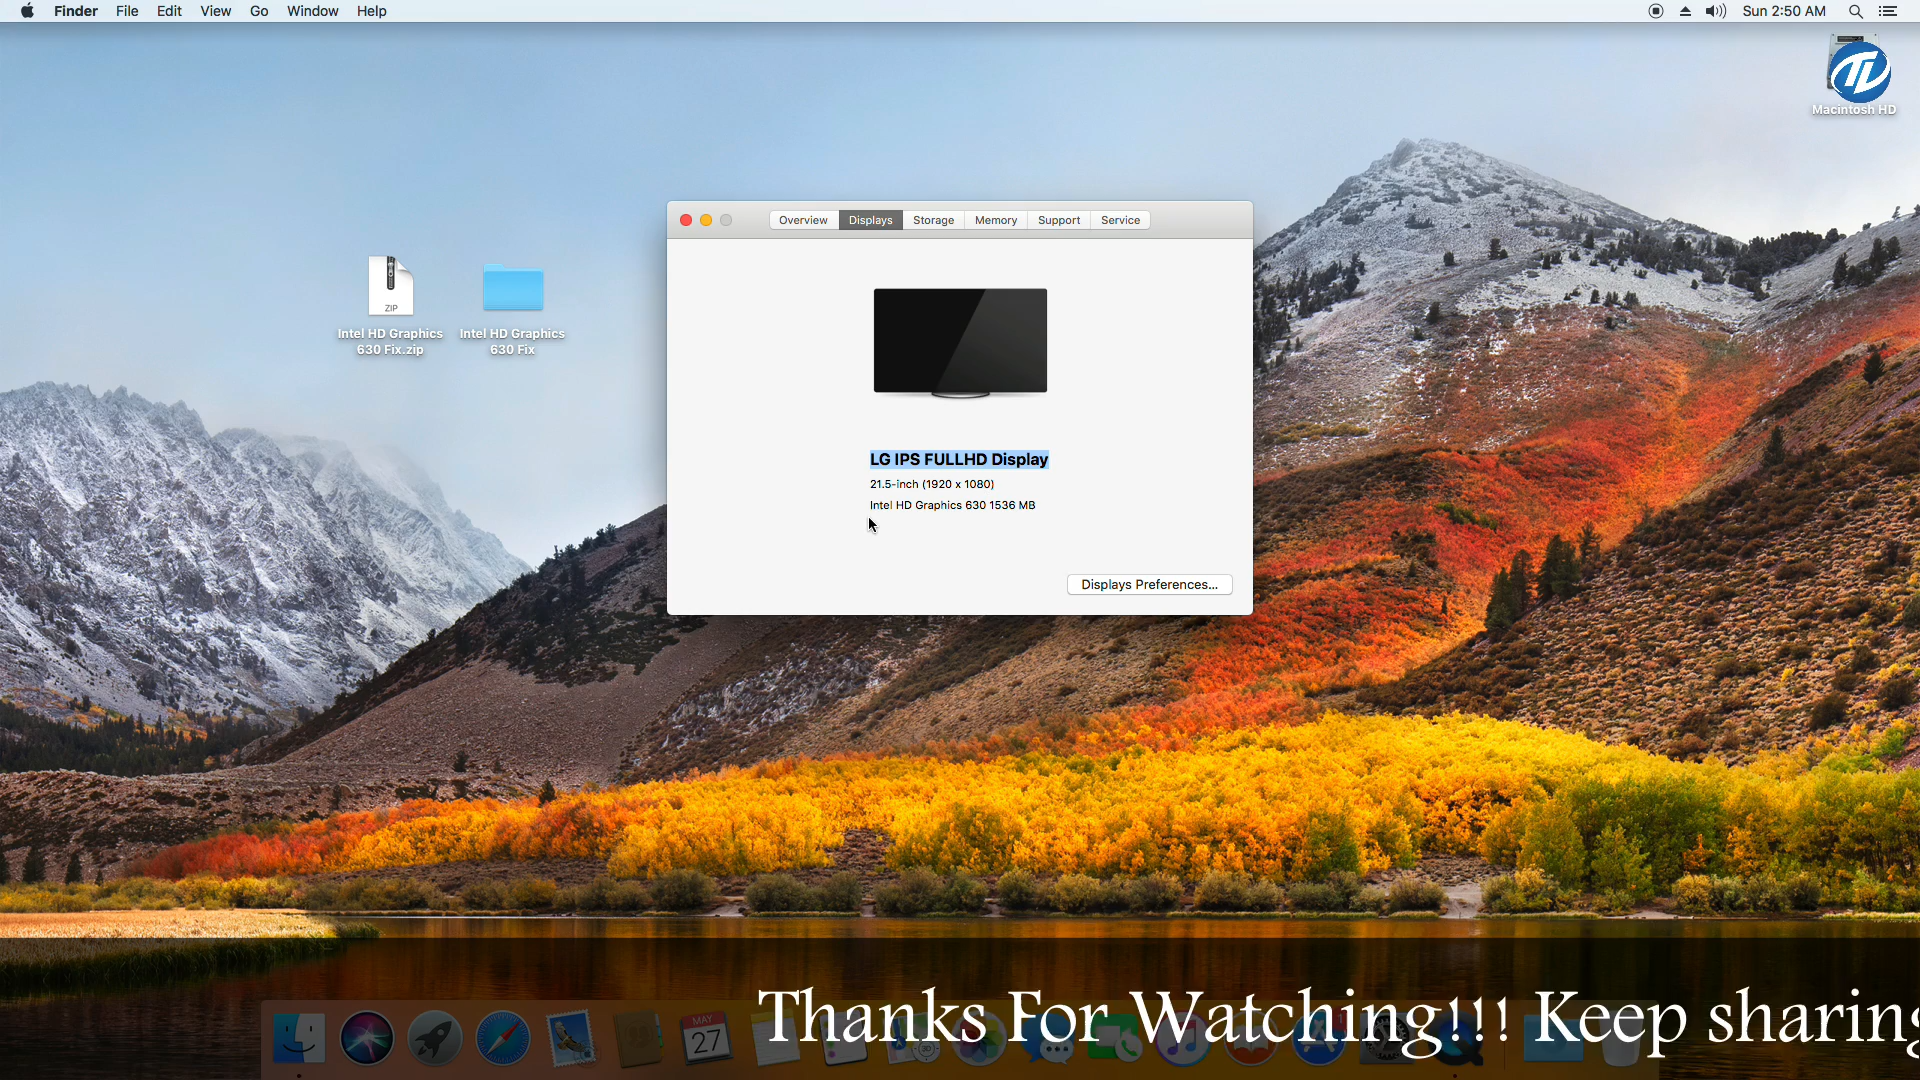 Finder File Edit View Go Window Help
Sun 2:50 AM
Macintosh HD
Overview Displays Storage Memory Support Service
ZIP
Intel HD Graphics 630 Fix.zip
Intel HD Graphics 630 Fix
LG IPS FULLHD Display
21.5-inch (1920 x 1080)
Intel HD Graphics 630 1536 MB
Displays Preferences...
Thanks For Watching!!! Keep sharing
MAY
27